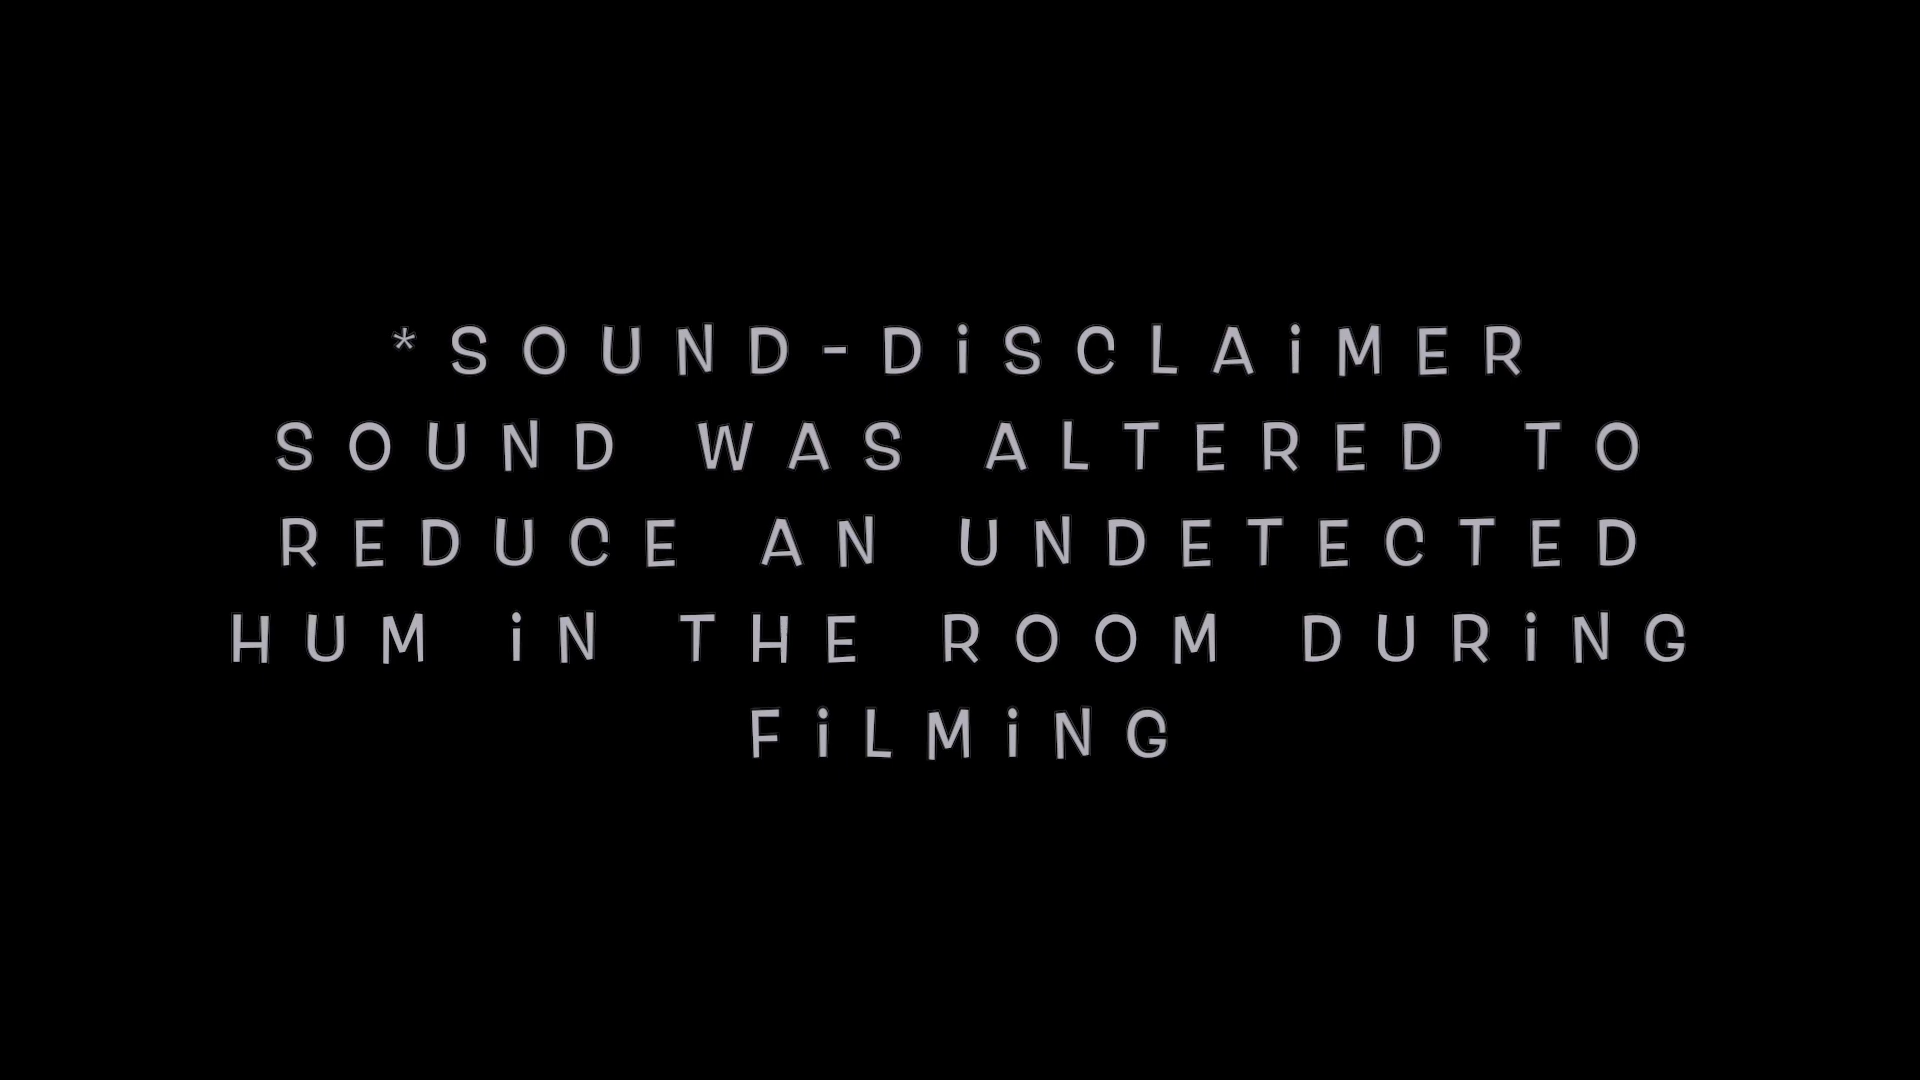 *SOUND-DiSCLAiMER
SOUND WAS ALTERED TO
REDUCE AN UNDETECTED
HUM iN THE ROOM DURiNG
FiLMiNG